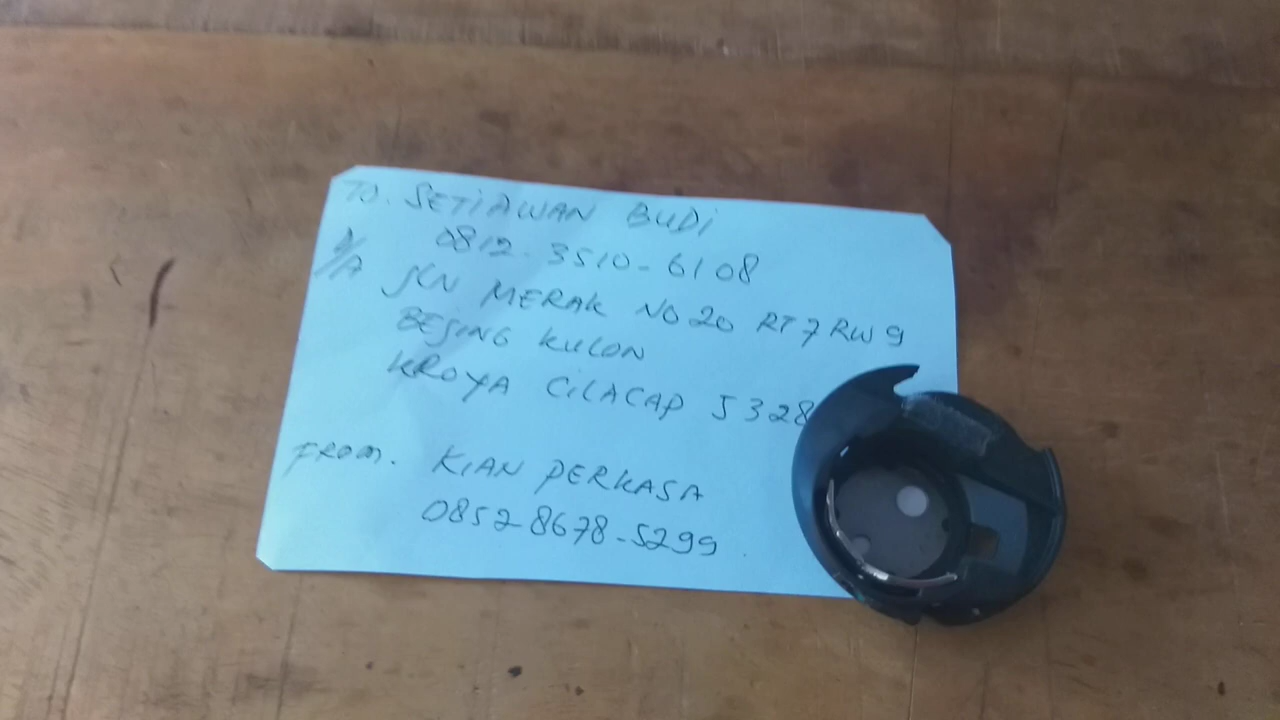 TO. SETIAWAN BUDI
0812-3510-6108
D/A JLN MERAK NO 20 RT 7 RW 9
KULON
KROYA CILACAP 5328
FROM. KIAN PERKASA
0852 8678-5299